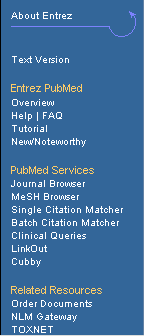 About Entrez
Text Version
Entrez PubMed
Overview
Help | FAQ
Tutorial
New/Noteworthy
PubMed Services
Journal Browser
MeSH Browser
Single Citation Matcher
Batch Citation Matcher
Clinical Queries
LinkOut
Cubby
Related Resources
Order Documents
NLM Gateway
TOXNET